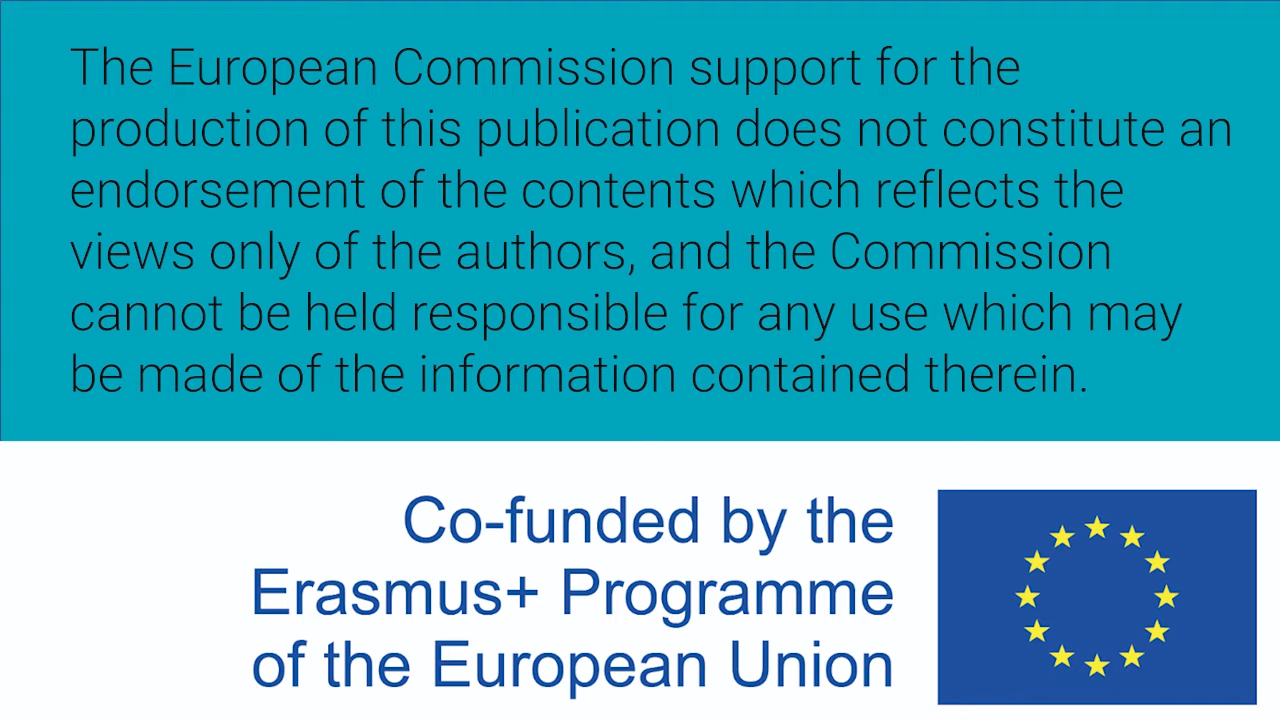 The European Commission support for the
production of this publication does not constitute an
endorsement of the contents which reflects the
views only of the authors, and the Commission
cannot be held responsible for any use which may
be made of the information contained therein.
Co-funded by the
Erasmus+ Programme
of the European Union